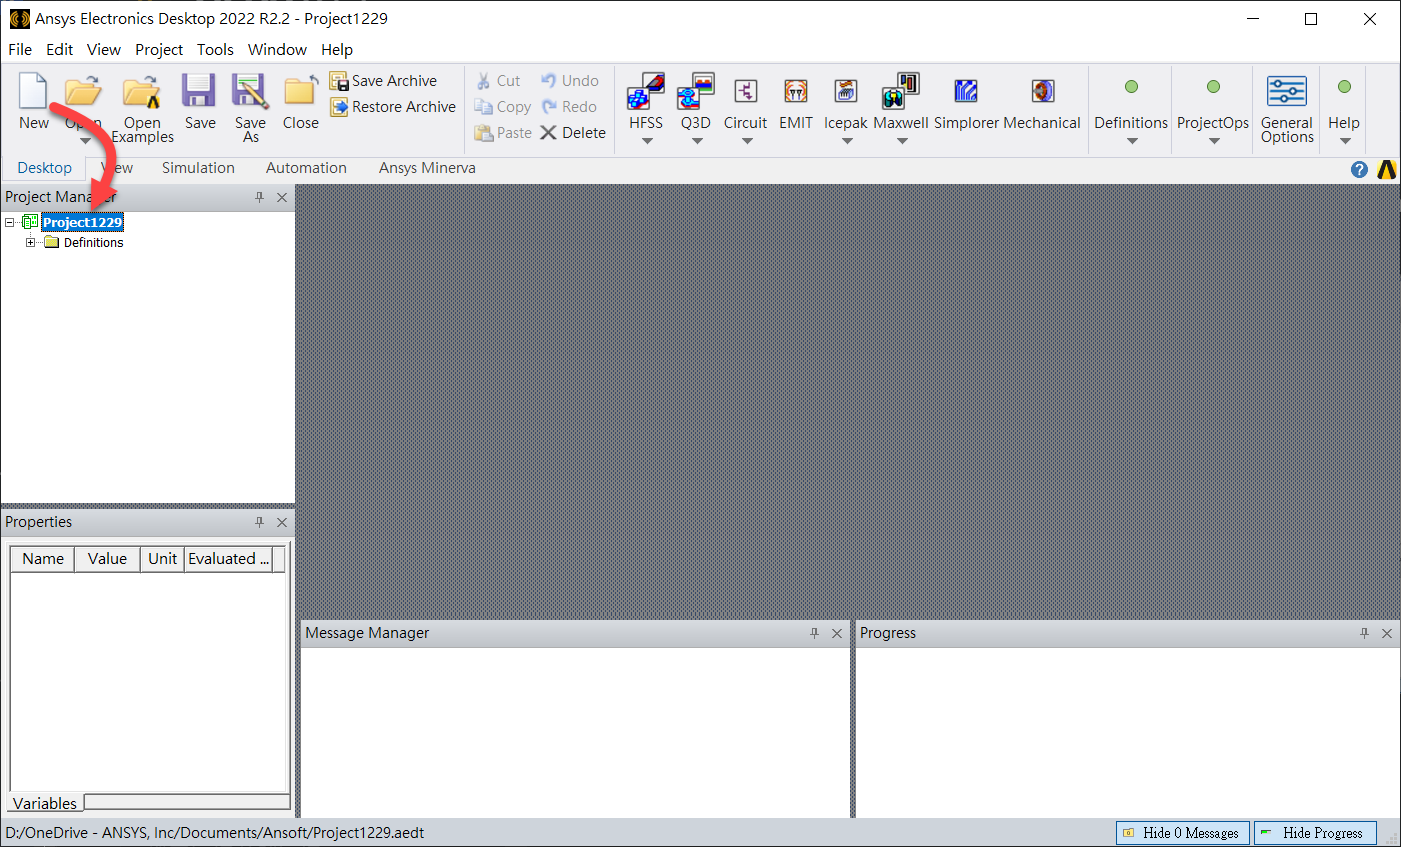 Ansys Electronics Desktop 2022 R2.2 - Project1229
File Edit View Project Tools Window Help
New Open Open Examples Save Save As Close
Save Archive
Restore Archive
Cut Undo
Copy Redo
Paste Delete
HFSS Q3D Circuit EMIT Icepak Maxwell Simplorer Mechanical Definitions ProjectOps General Options Help
Desktop View Simulation Automation Ansys Minerva
Project Manager
Project1229
Definitions
Properties
Name Value Unit Evaluated ...
Variables
Message Manager
Progress
D:/OneDrive - ANSYS, Inc/Documents/Ansoft/Project1229.aedt
Hide 0 Messages
Hide Progress